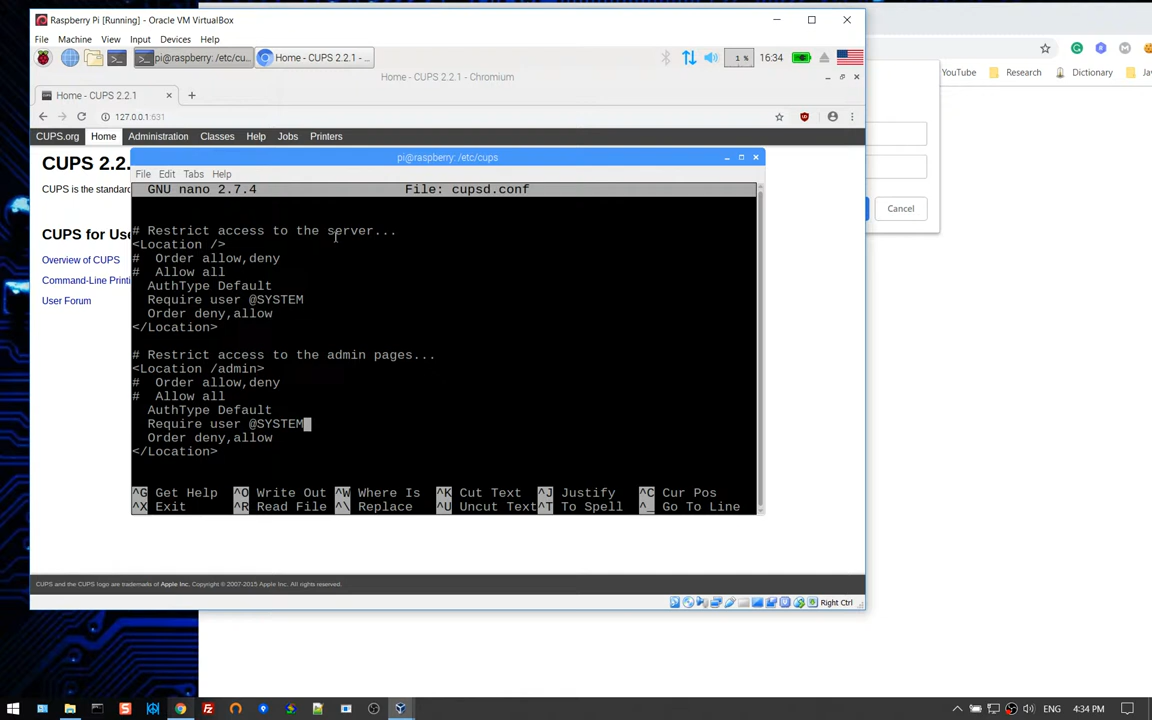 Raspberry Pi [Running] - Oracle VM VirtualBox
File Machine View Input Devices Help
pi@raspberry: /etc/cu... Home - CUPS 2.2.1 - ... 1 % 16:34
Home - CUPS 2.2.1 - Chromium
Home - CUPS 2.2.1
127.0.0.1:631
YouTube Research Dictionary
CUPS.org Home Administration Classes Help Jobs Printers
CUPS 2.2.
CUPS is the standard
CUPS for Use
Overview of CUPS
Command-Line Printi
User Forum
Cancel
pi@raspberry: /etc/cups
File Edit Tabs Help
GNU nano 2.7.4 File: cupsd.conf
# Restrict access to the server...
<Location />
#  Order allow,deny
#  Allow all
AuthType Default
Require user @SYSTEM
Order deny,allow
</Location>
# Restrict access to the admin pages...
<Location /admin>
#  Order allow,deny
#  Allow all
AuthType Default
Require user @SYSTEM
Order deny,allow
</Location>
^G Get Help ^O Write Out ^W Where Is ^K Cut Text ^J Justify ^C Cur Pos
^X Exit ^R Read File ^\ Replace ^U Uncut Text ^T To Spell ^_ Go To Line
CUPS and the CUPS logo are trademarks of Apple Inc. Copyright © 2007-2015 Apple Inc. All rights reserved.
Right Ctrl
ENG 4:34 PM